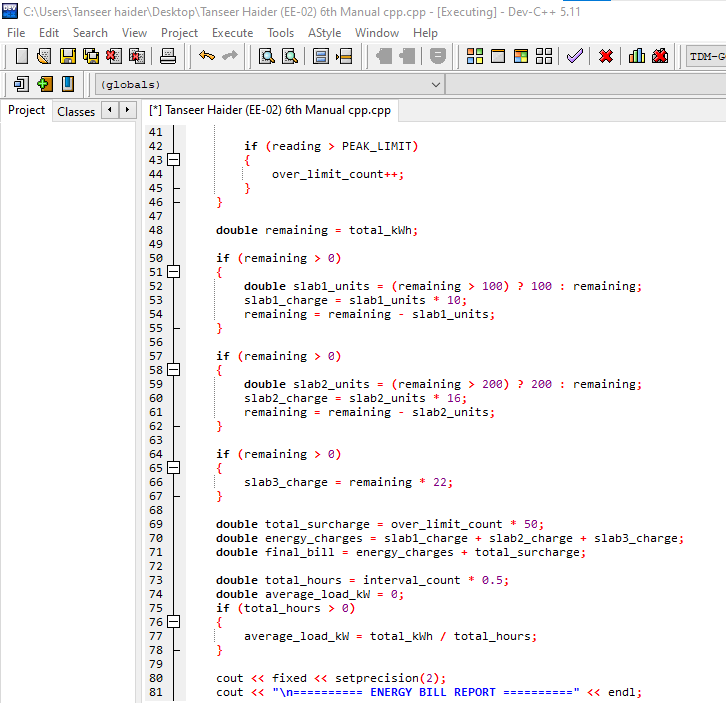 C:\Users\Tanseer haider\Desktop\Tanseer Haider (EE-02) 6th Manual cpp.cpp - [Executing] - Dev-C++ 5.11
File Edit Search View Project Execute Tools AStyle Window Help
TDM-G
(globals)
Project Classes [*] Tanseer Haider (EE-02) 6th Manual cpp.cpp
41
42 if (reading > PEAK_LIMIT)
43 {
44 over_limit_count++;
45 }
46 }
47
48 double remaining = total_kWh;
49
50 if (remaining > 0)
51 {
52 double slab1_units = (remaining > 100) ? 100 : remaining;
53 slab1_charge = slab1_units * 10;
54 remaining = remaining - slab1_units;
55 }
56
57 if (remaining > 0)
58 {
59 double slab2_units = (remaining > 200) ? 200 : remaining;
60 slab2_charge = slab2_units * 16;
61 remaining = remaining - slab2_units;
62 }
63
64 if (remaining > 0)
65 {
66 slab3_charge = remaining * 22;
67 }
68
69 double total_surcharge = over_limit_count * 50;
70 double energy_charges = slab1_charge + slab2_charge + slab3_charge;
71 double final_bill = energy_charges + total_surcharge;
72
73 double total_hours = interval_count * 0.5;
74 double average_load_kW = 0;
75 if (total_hours > 0)
76 {
77 average_load_kW = total_kWh / total_hours;
78 }
79
80 cout << fixed << setprecision(2);
81 cout << "\n========== ENERGY BILL REPORT ==========" << endl;